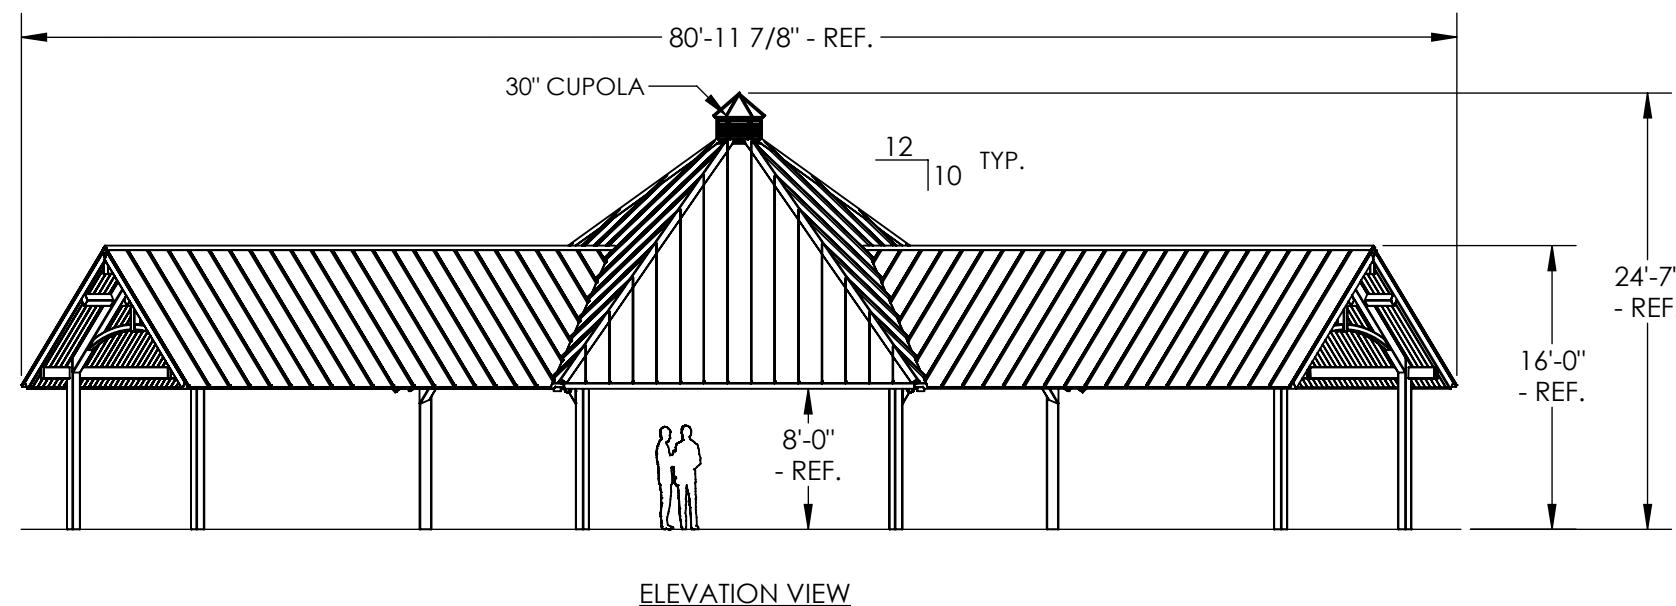 80'-11 7/8" - REF.
30" CUPOLA
12
10
TYP.
24'-7'
- REF
16'-0"
- REF.
8'-0"
- REF.
ELEVATION VIEW